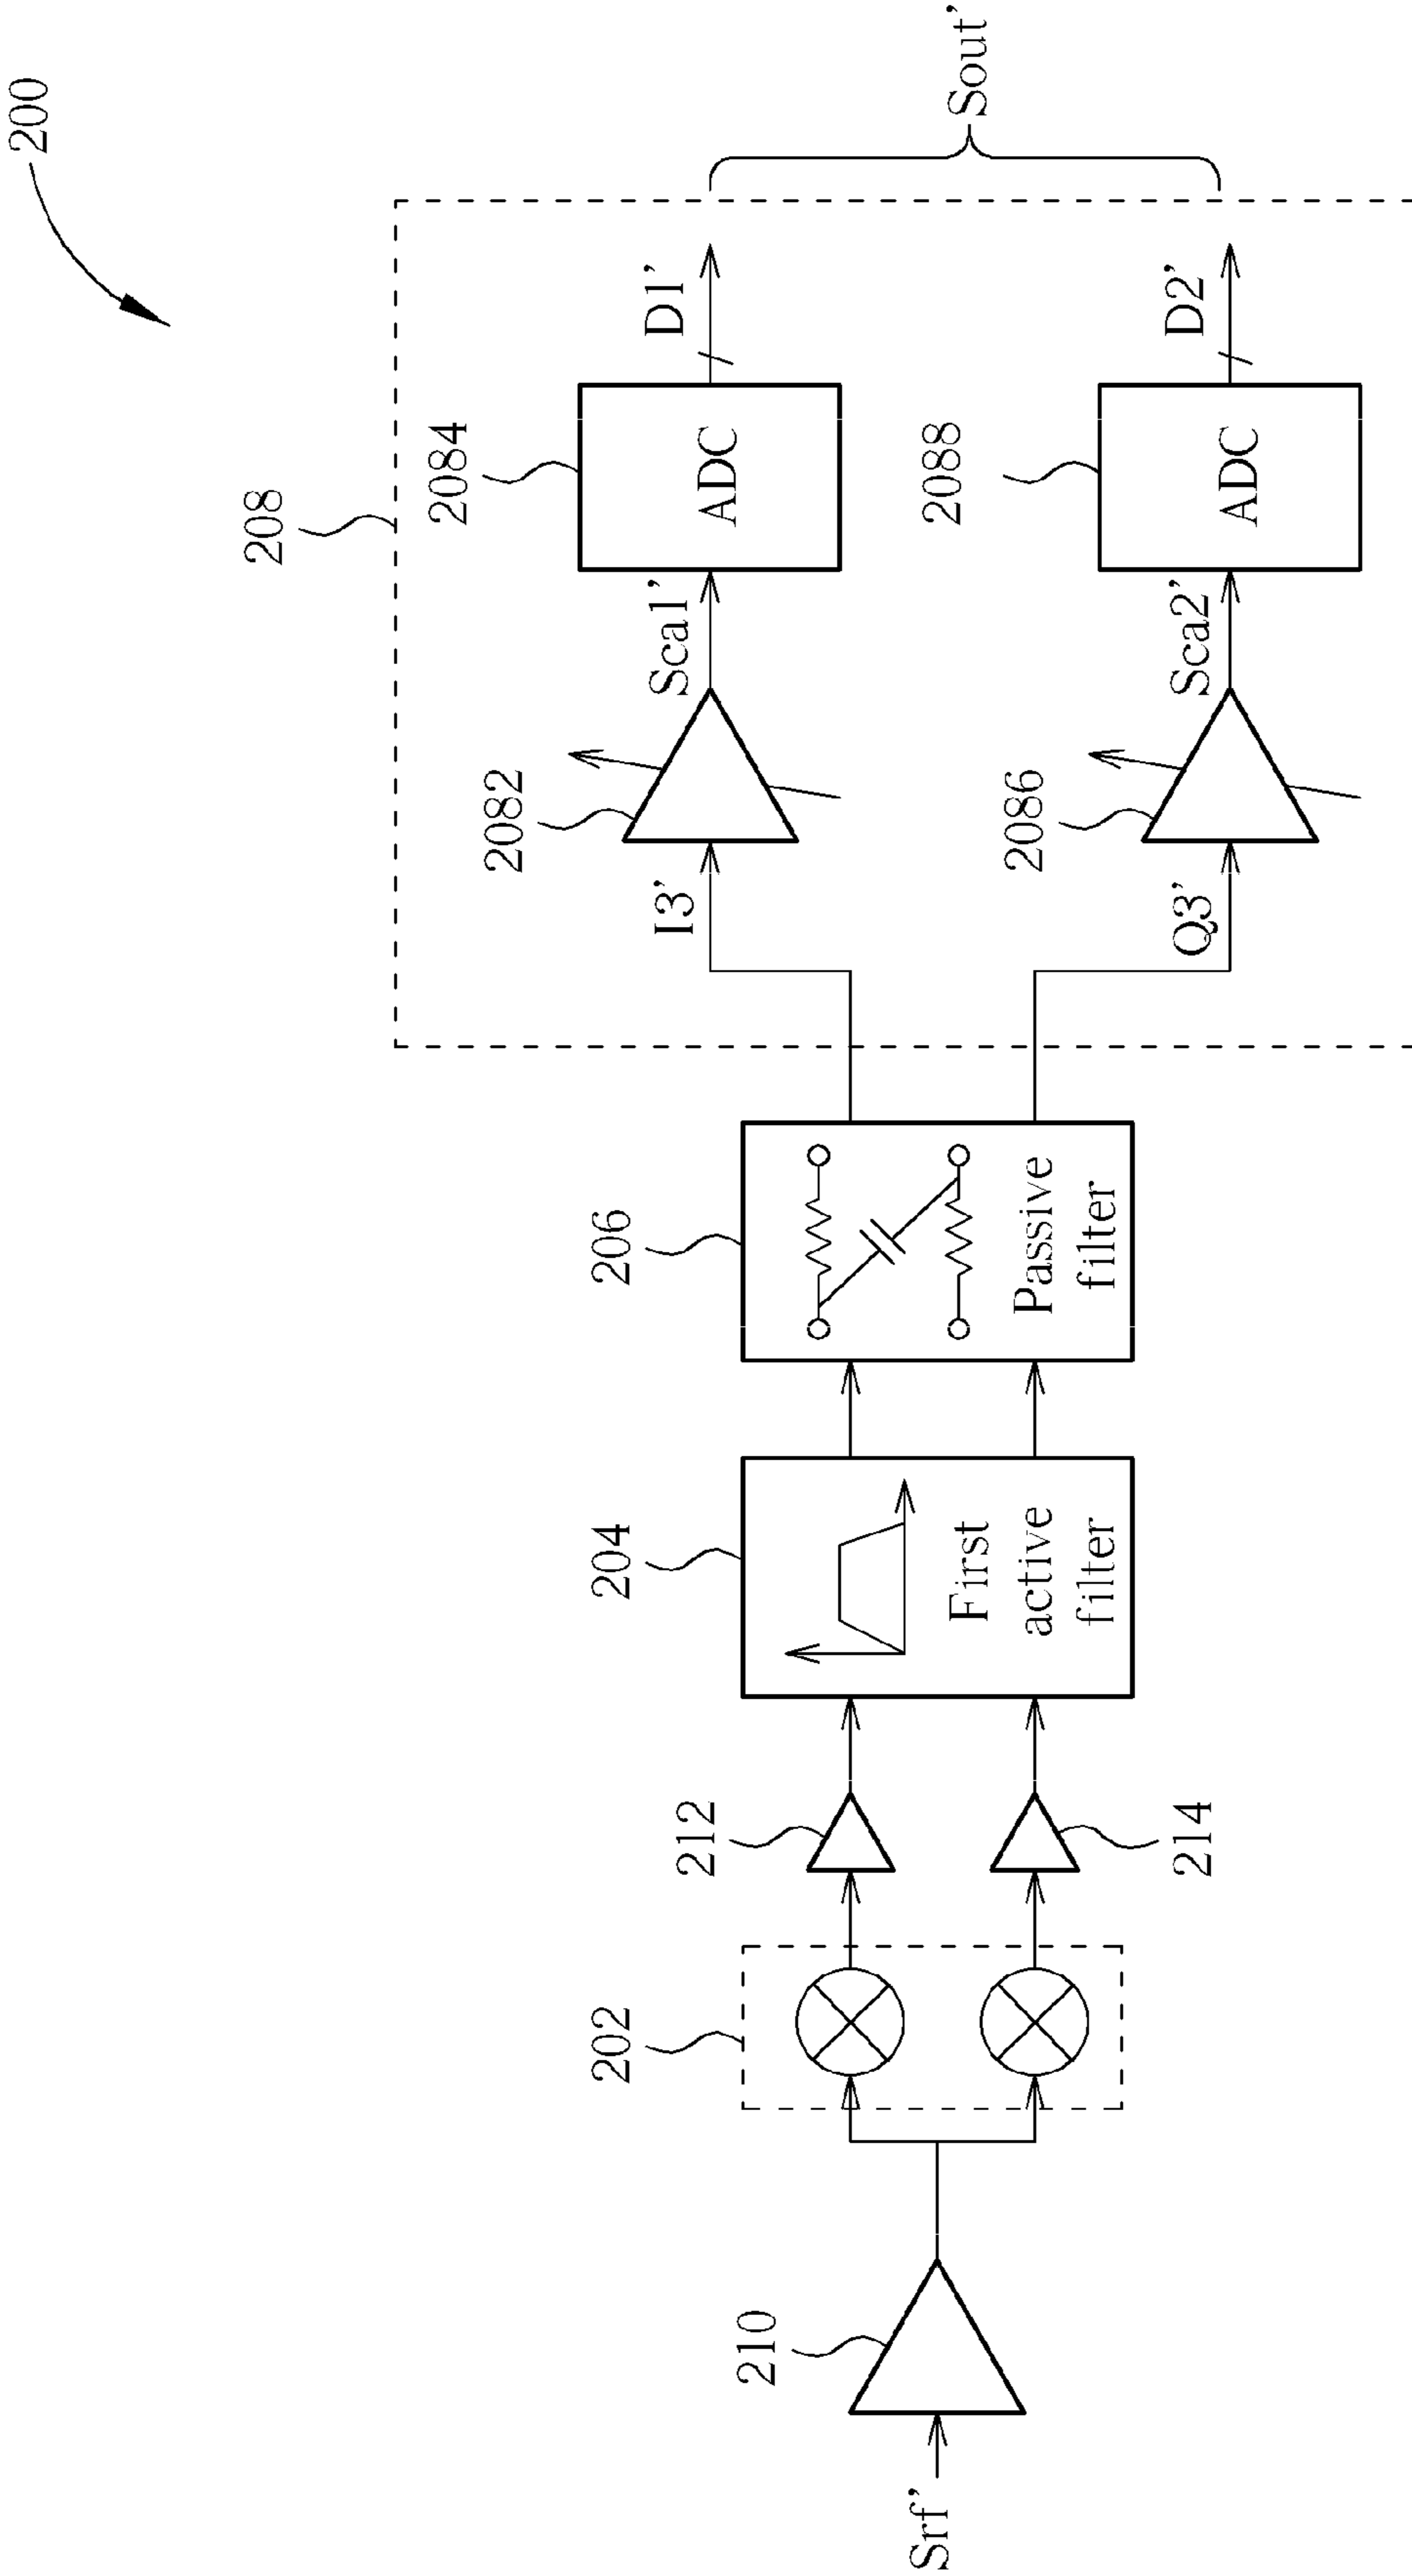 200
208
2084
2088
ADC
ADC
D1’
D2’
Sout’
Sca1’
Sca2’
2082
2086
I3’
Q3’
206
Passive
filter
204
First
active
filter
212
214
202
210
Srf’